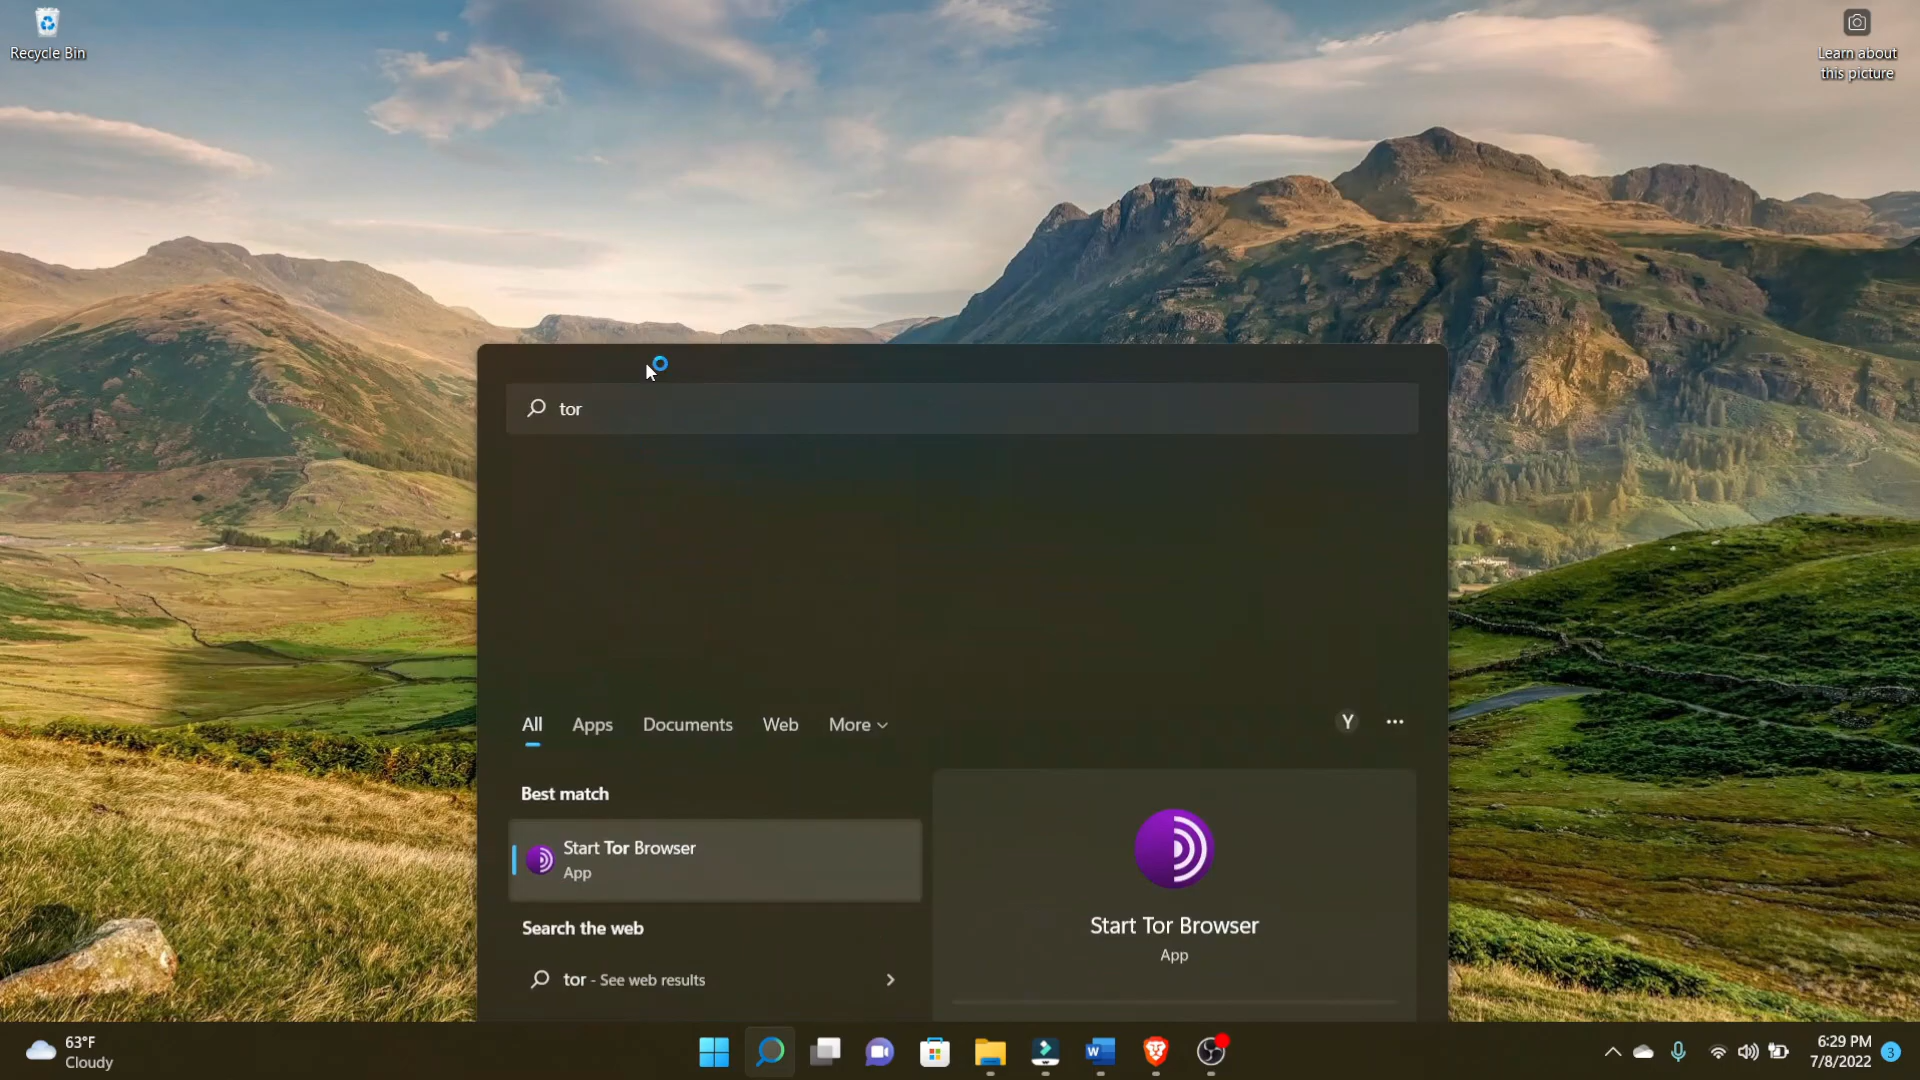 Recycle Bin
Learn about
this picture
tor
All Apps Documents Web More
Y
Best match
Start Tor Browser
App
Search the web
tor - See web results
Start Tor Browser
App
63°F
Cloudy
W
6:29 PM
7/8/2022
3